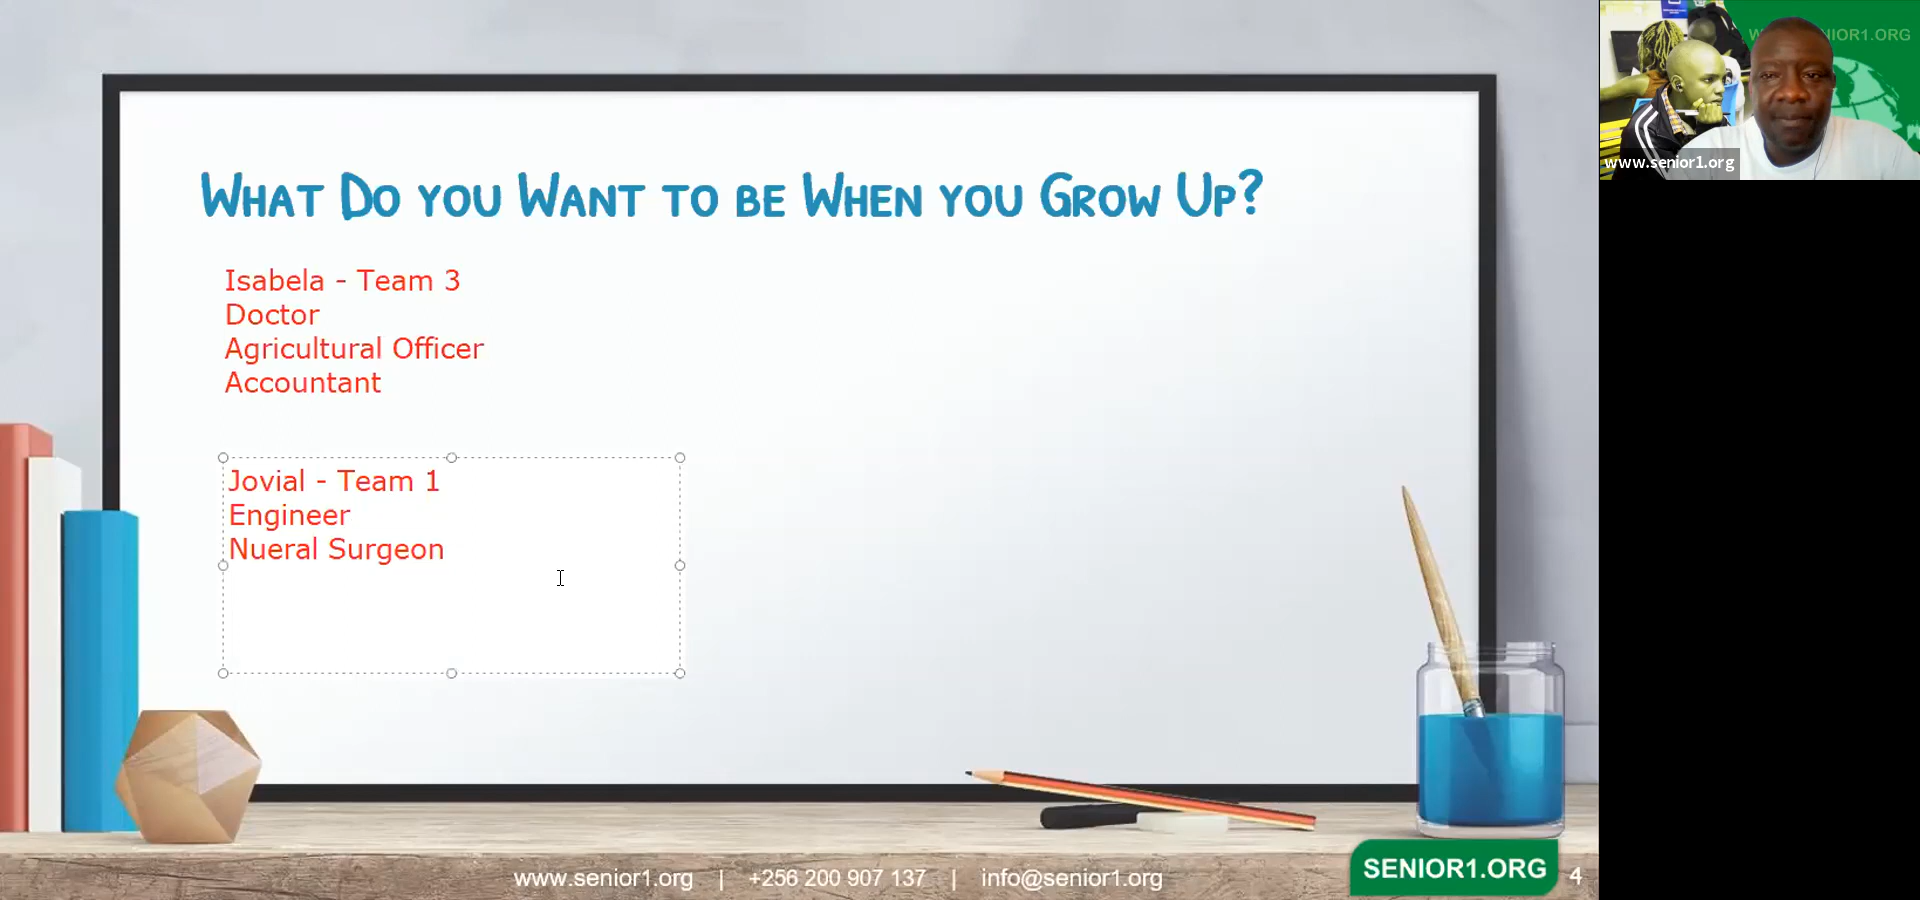 What Do you Want to be When you Grow Up?
Isabela - Team 3
Doctor
Agricultural Officer
Accountant
Jovial - Team 1
Engineer
Nueral Surgeon
www.senior1.org | +256 200 907 137 | info@senior1.org
SENIOR1.ORG
4
www.senior1.org